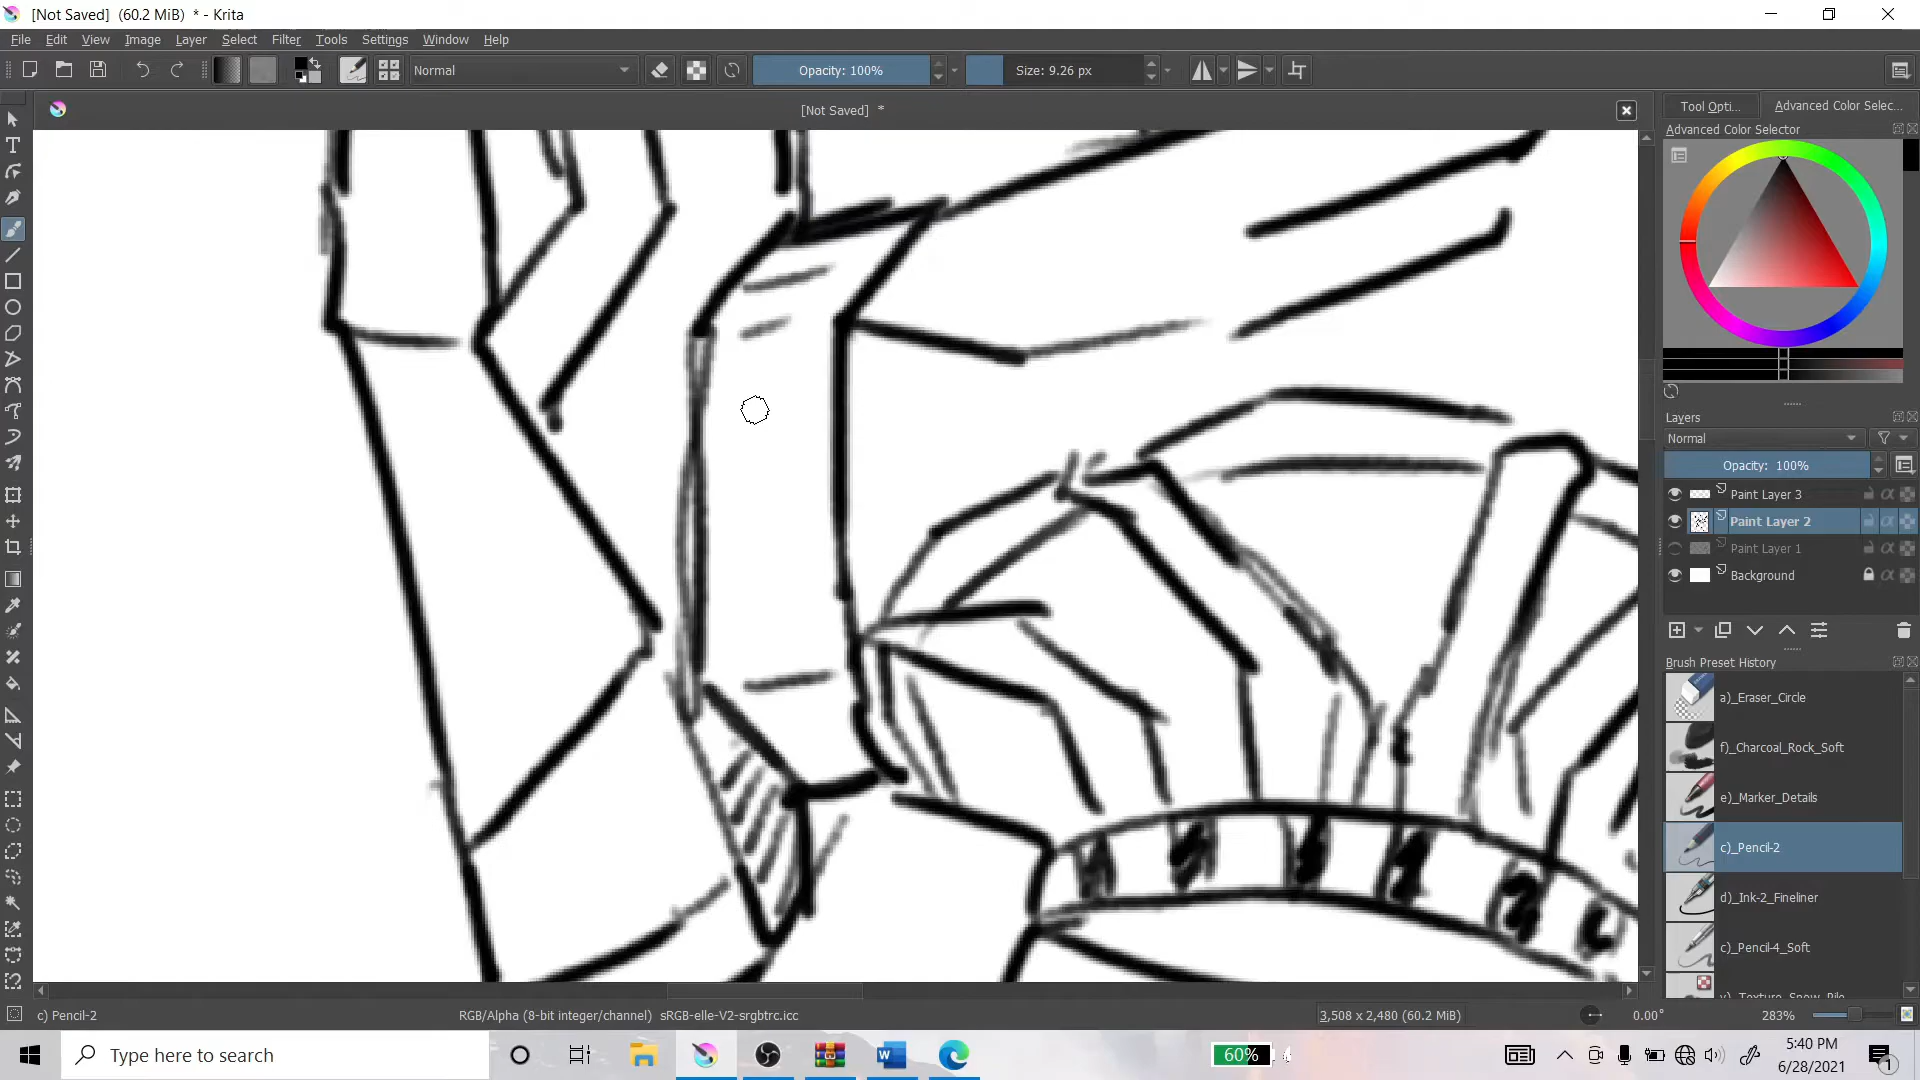 [Not Saved]  (60.2 MiB)  * - Krita
File Edit View Image Layer Select Filter Tools Settings Window Help
Normal Opacity: 100% Size: 9.26 px
[Not Saved]  *
Tool Opti... Advanced Color Selec...
Advanced Color Selector
Layers
Normal
Opacity:  100%
Paint Layer 3
Paint Layer 2
Paint Layer 1
Background
Brush Preset History
a)_Eraser_Circle
f)_Charcoal_Rock_Soft
e)_Marker_Details
c)_Pencil-2
d)_Ink-2_Fineliner
c)_Pencil-4_Soft
c) Pencil-2 RGB/Alpha (8-bit integer/channel)  sRGB-elle-V2-srgbtrc.icc 3,508 x 2,480 (60.2 MiB) 0.00° 283%
Type here to search 60% 5:40 PM
6/28/2021 1